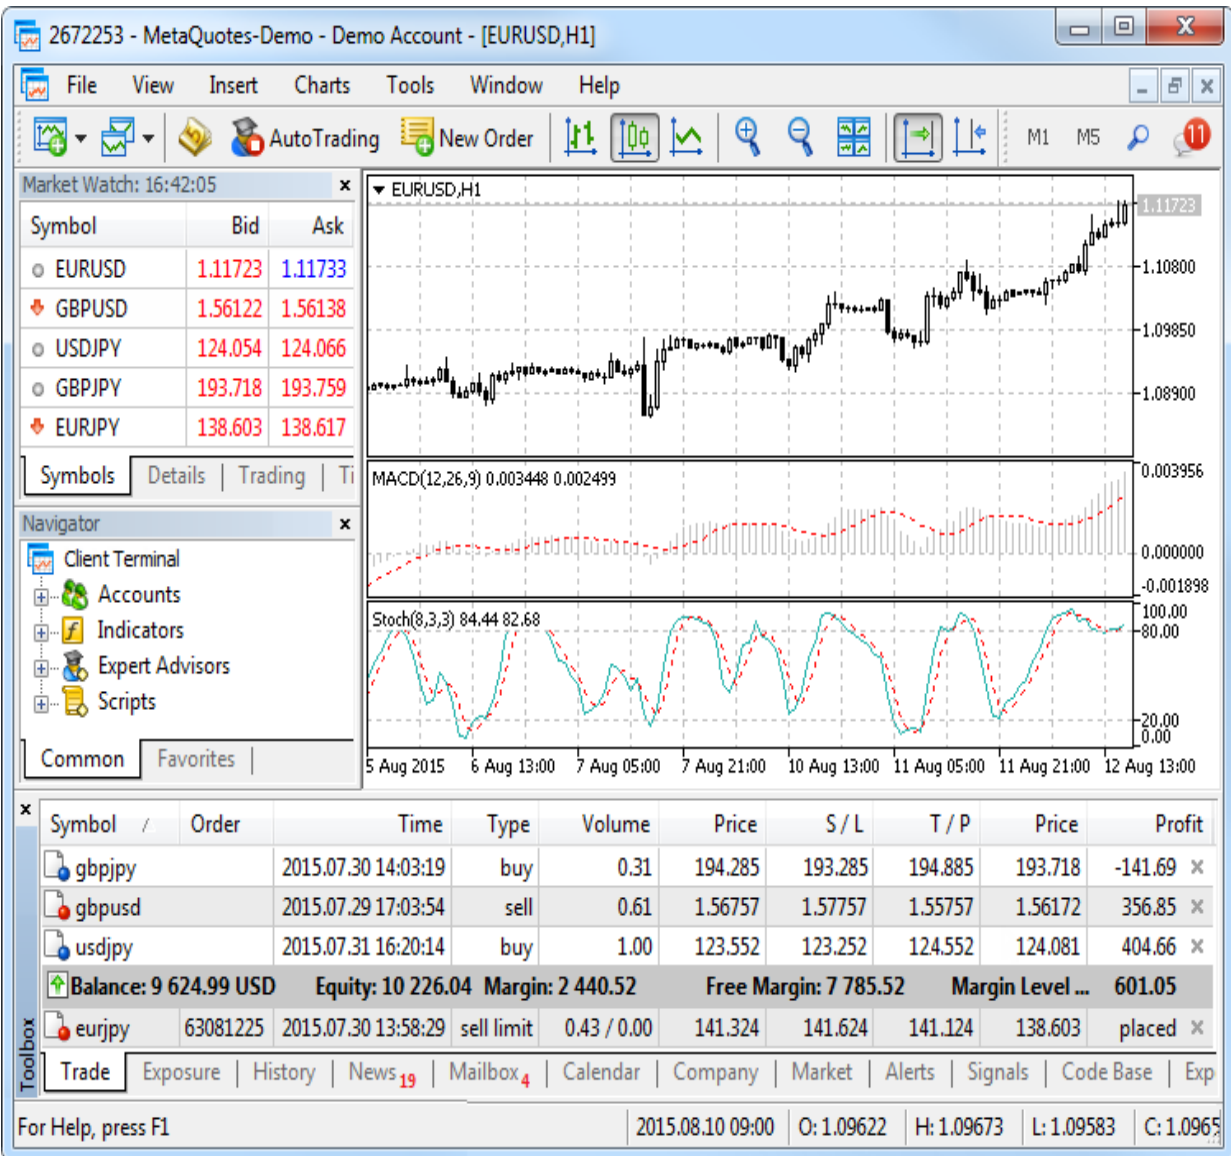 2672253 - MetaQuotes-Demo - Demo Account - [EURUSD,H1]
File View Insert Charts Tools Window Help
AutoTrading New Order M1 M5 11
Market Watch: 16:42:05
Symbol Bid Ask
EURUSD 1.11723 1.11733
GBPUSD 1.56122 1.56138
USDJPY 124.054 124.066
GBPJPY 193.718 193.759
EURJPY 138.603 138.617
Symbols Details | Trading | Ti
Navigator
Client Terminal
Accounts
Indicators
Expert Advisors
Scripts
Common Favorites |
EURUSD,H1
1.11723
1.10800
1.09850
1.08900
MACD(12,26,9) 0.003448 0.002499
0.003956
0.000000
-0.001898
Stoch(8,3,3) 84.44 82.68
100.00
80.00
20.00
0.00
5 Aug 2015 6 Aug 13:00 7 Aug 05:00 7 Aug 21:00 10 Aug 13:00 11 Aug 05:00 11 Aug 21:00 12 Aug 13:00
Symbol / Order Time Type Volume Price S / L T / P Price Profit
gbpjpy 2015.07.30 14:03:19 buy 0.31 194.285 193.285 194.885 193.718 -141.69
gbpusd 2015.07.29 17:03:54 sell 0.61 1.56757 1.57757 1.55757 1.56172 356.85
usdjpy 2015.07.31 16:20:14 buy 1.00 123.552 123.252 124.552 124.081 404.66
Balance: 9 624.99 USD Equity: 10 226.04 Margin: 2 440.52 Free Margin: 7 785.52 Margin Level ... 601.05
eurjpy 63081225 2015.07.30 13:58:29 sell limit 0.43 / 0.00 141.324 141.624 141.124 138.603 placed
Toolbox
Trade Exposure | History | News 19 | Mailbox 4 | Calendar | Company | Market | Alerts | Signals | Code Base | Exp
For Help, press F1 2015.08.10 09:00 O: 1.09622 H: 1.09673 L: 1.09583 C: 1.0965